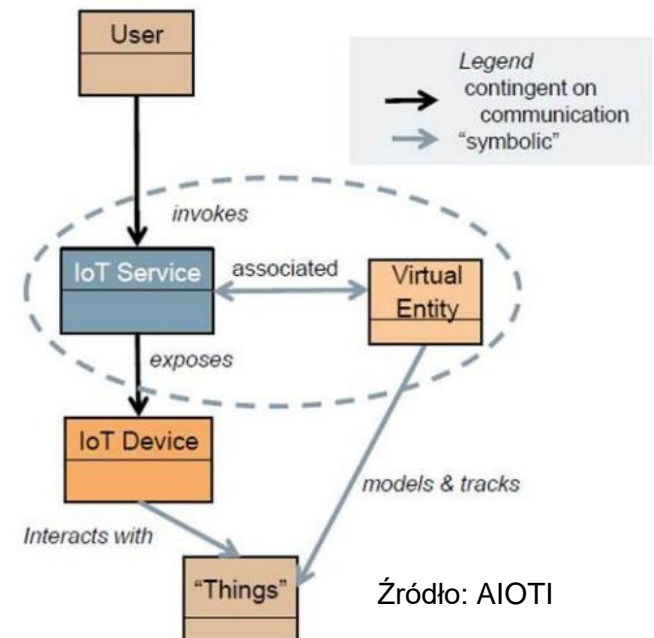 User
Legend
contingent on
communication
“symbolic”
invokes
IoT Service
associated
Virtual
Entity
exposes
IoT Device
models & tracks
Interacts with
“Things”
Źródło: AIOTI